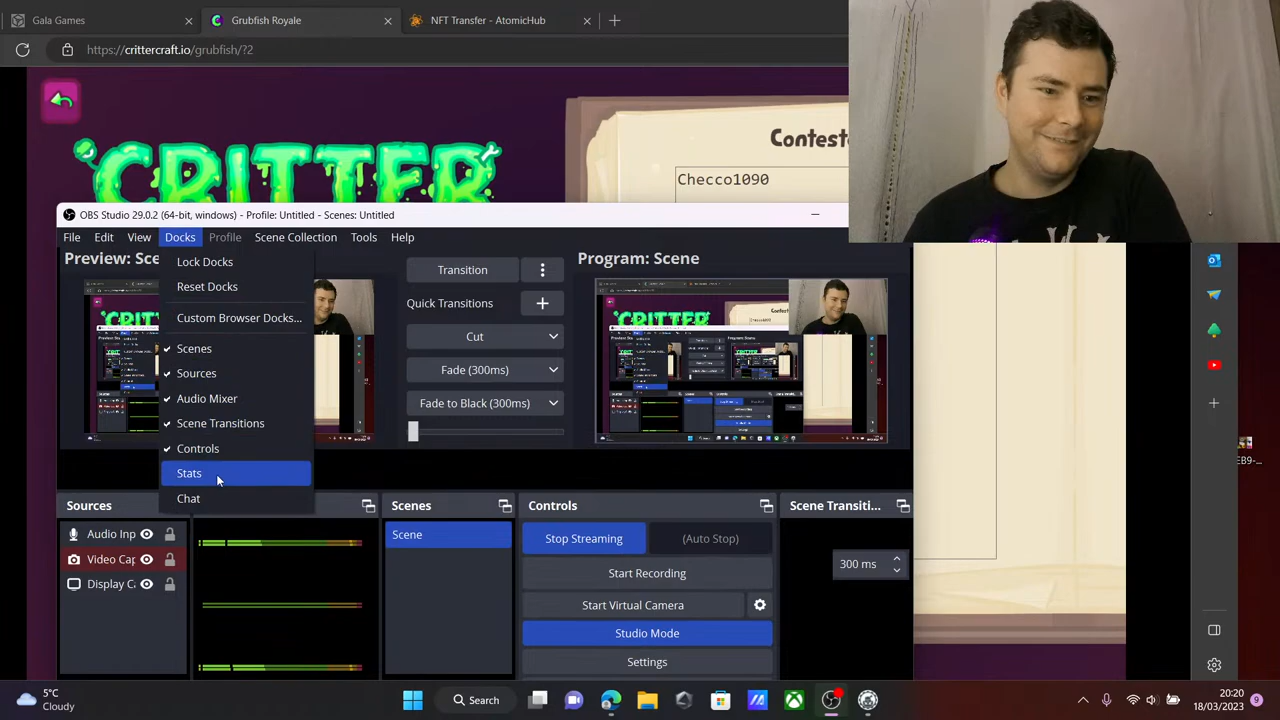 Gala Games
Grubfish Royale
NFT Transfer - AtomicHub
https://crittercraft.io/grubfish/?2
CRITTER
Contest
Checco1090
OBS Studio 29.0.2 (64-bit, windows) - Profile: Untitled - Scenes: Untitled
File Edit View Docks Profile Scene Collection Tools Help
Preview: Sce
Lock Docks
Reset Docks
Custom Browser Docks...
Scenes
Sources
Audio Mixer
Scene Transitions
Controls
Stats
Chat
Transition
Quick Transitions
Cut
Fade (300ms)
Fade to Black (300ms)
Program: Scene
Sources
Audio Inp
Video Cap
Display C
Scenes
Scene
Controls
Stop Streaming
(Auto Stop)
Start Recording
Start Virtual Camera
Studio Mode
Settings
Scene Transiti...
300 ms
EB9-...
5°C
Cloudy
Search
20:20
18/03/2023
9